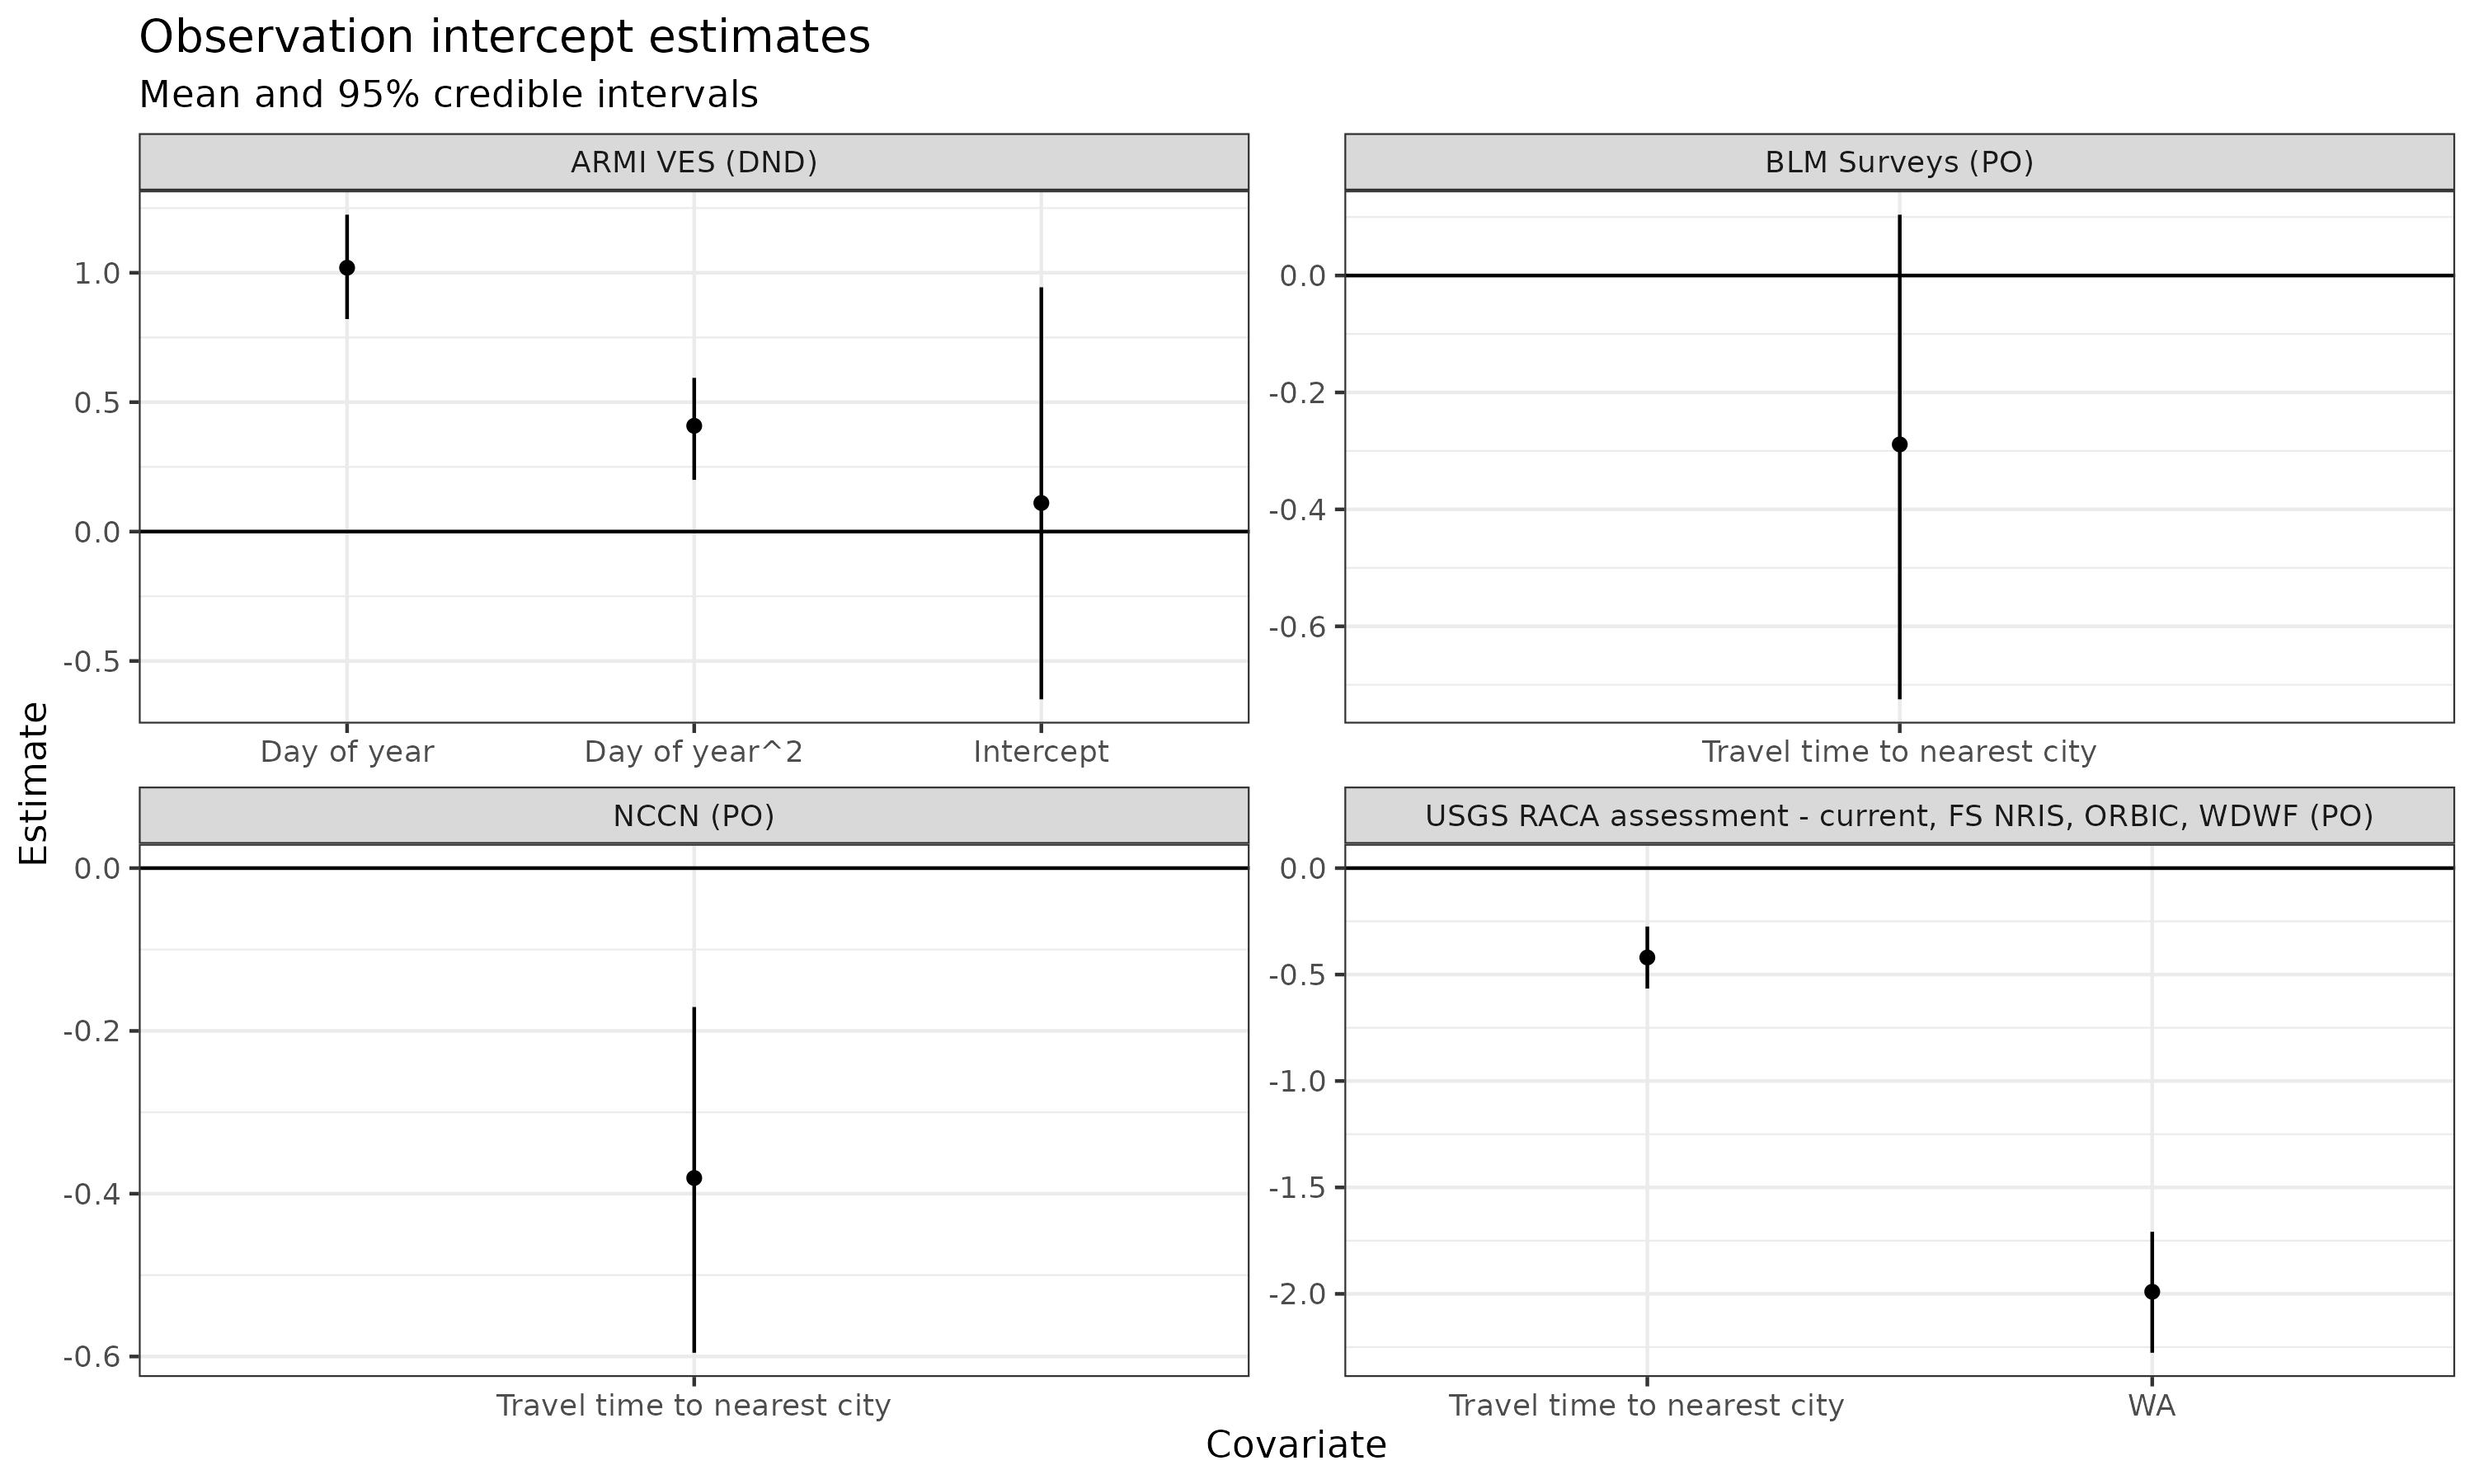 Observation intercept estimates
Mean and 95% credible intervals
ARMI VES (DND)
1.0
0.5
0.0
-0.5
Day of year
Day of year^2
Intercept
BLM Surveys (PO)
0.0
-0.2
-0.4
-0.6
Travel time to nearest city
Estimate
NCCN (PO)
0.0
-0.2
-0.4
-0.6
Travel time to nearest city
USGS RACA assessment - current, FS NRIS, ORBIC, WDWF (PO)
0.0
-0.5
-1.0
-1.5
-2.0
Travel time to nearest city
WA
Covariate